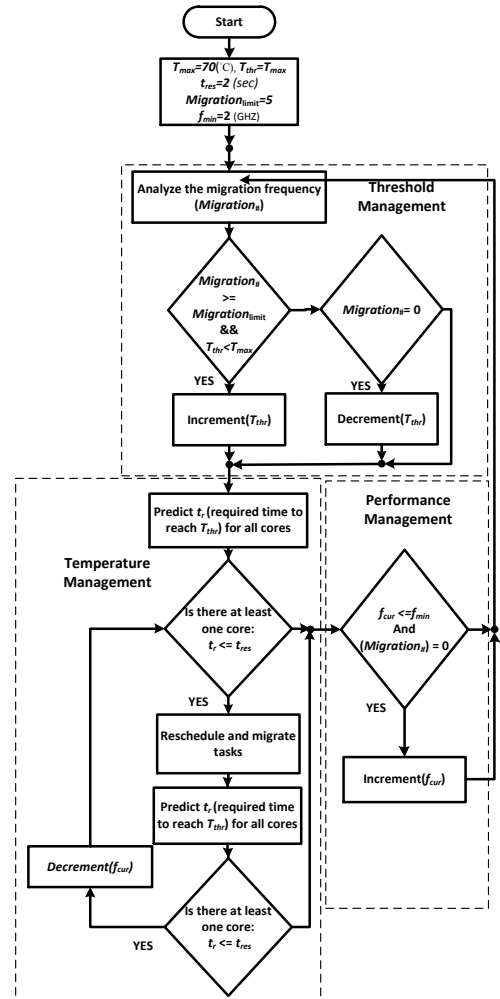 Start
Tmax=70(°C), Tthr=Tmax
tres=2 (sec)
Migrationlimit=5
fmin=2 (GHZ)
Analyze the migration frequency
(Migration#)
Threshold
Management
Migration#
>=
Migrationlimit
&&
Tthr<Tmax
Migration#= 0
YES
YES
Increment(Tthr)
Decrement(Tthr)
Predict tr (required time to
reach Tthr) for all cores
Performance
Management
Temperature
Management
Is there at least
one core:
tr <= tres
fcur <=fmin
And
(Migration#) = 0
YES
YES
Reschedule and migrate
tasks
Increment(fcur)
Predict tr (required time
to reach Tthr) for all cores
Decrement(fcur)
Is there at least
one core:
tr <= tres
YES